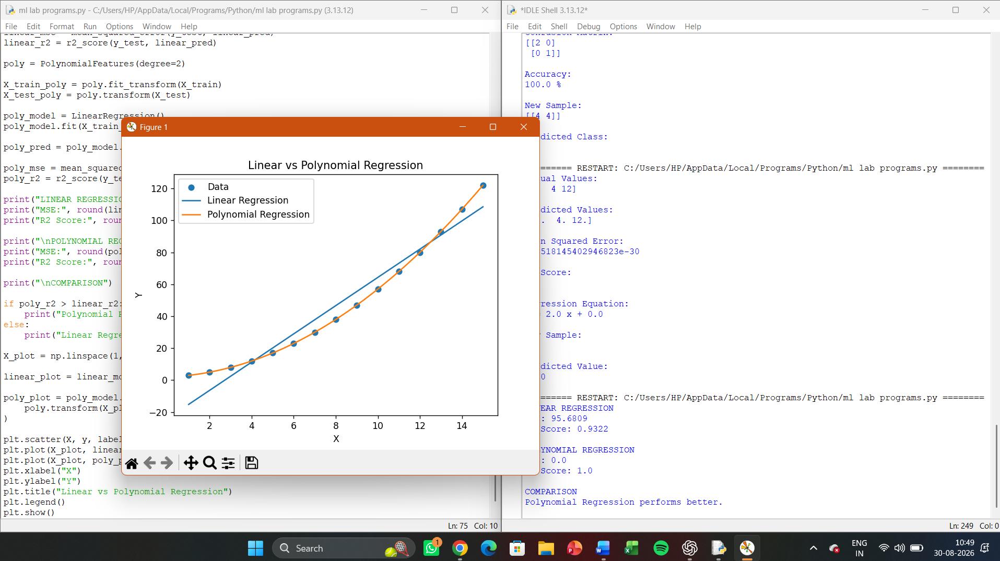 ml lab programs.py - C:/Users/HP/AppData/Local/Programs/Python/ml lab programs.py (3.13.12)
File Edit Format Run Options Window Help
linear_mse = mean_squared_error(y_test, linear_pred)
linear_r2 = r2_score(y_test, linear_pred)
poly = PolynomialFeatures(degree=2)
X_train_poly = poly.fit_transform(X_train)
X_test_poly = poly.transform(X_test)
poly_model = LinearRegression()
poly_model.fit(X_train_
poly_pred = poly_model.
poly_mse = mean_squared
poly_r2 = r2_score(y_te
print("LINEAR REGRESSIO
print("MSE:", round(lin
print("R2 Score:", roun
print("\nPOLYNOMIAL REG
print("MSE:", round(pol
print("R2 Score:", roun
print("\nCOMPARISON")
if poly_r2 > linear_r2:
    print("Polynomial R
else:
    print("Linear Regre
X_plot = np.linspace(1,
linear_plot = linear_mo
poly_plot = poly_model.
    poly.transform(X_pl
)
plt.scatter(X, y, label
plt.plot(X_plot, linear
plt.plot(X_plot, poly_p
plt.xlabel("X")
plt.ylabel("Y")
plt.title("Linear vs Polynomial Regression")
plt.legend()
plt.show()
Ln: 75 Col: 10
Figure 1
Linear vs Polynomial Regression
Data
Linear Regression
Polynomial Regression
120
100
80
60
40
20
0
−20
Y
2 4 6 8 10 12 14
X
*IDLE Shell 3.13.12*
File Edit Shell Debug Options Window Help
Confusion Matrix:
[[2 0]
 [0 1]]
Accuracy:
100.0 %
New Sample:
[[4 4]]
dicted Class:
====== RESTART: C:/Users/HP/AppData/Local/Programs/Python/ml lab programs.py ========
ual Values:
4 12]
dicted Values:
. 4. 12.]
n Squared Error:
518145402946823e-30
Score:
ression Equation:
2.0 x + 0.0
Sample:
dicted Value:
0
====== RESTART: C:/Users/HP/AppData/Local/Programs/Python/ml lab programs.py ========
EAR REGRESSION
: 95.6809
Score: 0.9322
YNOMIAL REGRESSION
: 0.0
Score: 1.0
COMPARISON
Polynomial Regression performs better.
Ln: 249 Col: 0
Search
1
ENG
IN
10:49
30-08-2026